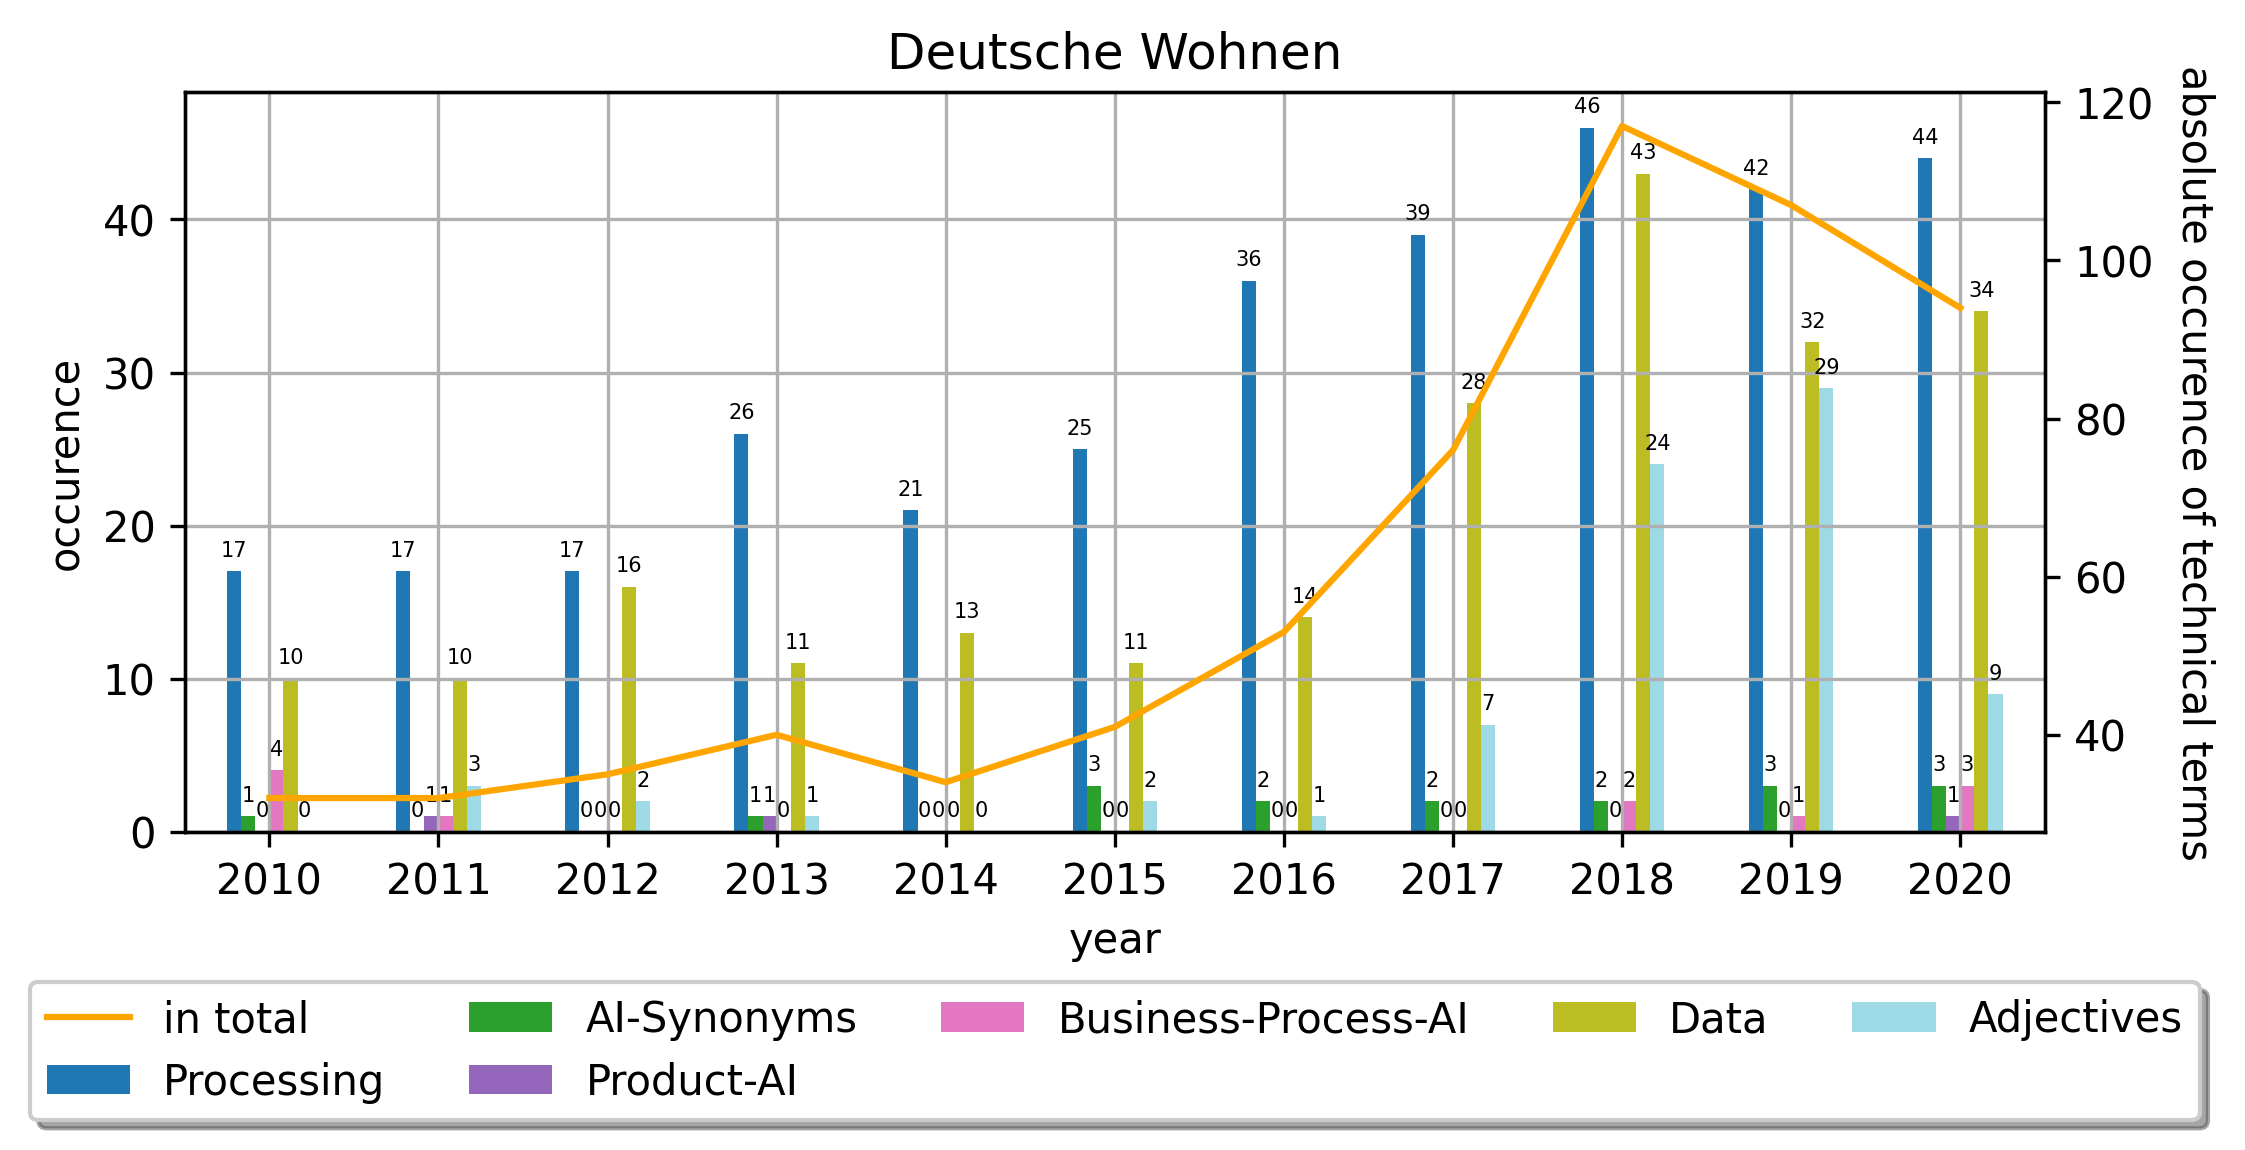 Deutsche Wohnen
occurence
absolute occurence of technical terms
0
10
20
30
40
40
60
80
100
120
17 1 0 4 10 0
17 0 1 1 10 3
17 0 0 0 16 2
26 1 1 0 11 1
21 0 0 0 13 0
25 3 0 0 11 2
36 2 0 0 14 1
39 2 0 0 28 7
46 2 0 2 43 24
42 3 0 1 32 29
44 3 1 3 34 9
2010 2011 2012 2013 2014 2015 2016 2017 2018 2019 2020
year
in total AI-Synonyms Business-Process-AI Data Adjectives
Processing Product-AI